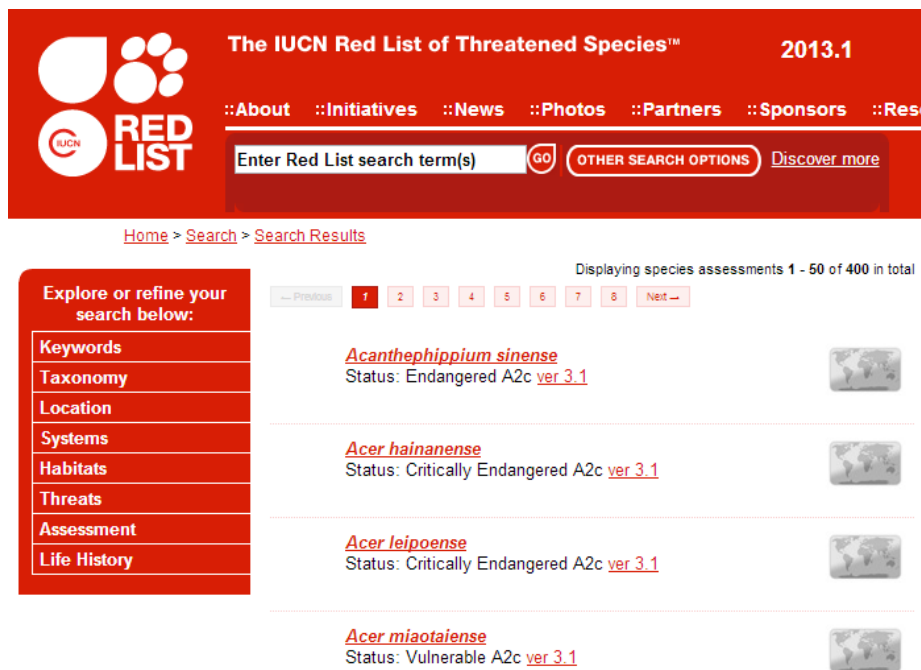 The IUCN Red List of Threatened Species™ 2013.1
::About ::Initiatives ::News ::Photos ::Partners ::Sponsors ::Res
IUCN
RED
LIST
Enter Red List search term(s) GO OTHER SEARCH OPTIONS Discover more
Home > Search > Search Results
Displaying species assessments 1 - 50 of 400 in total
← Previous 1 2 3 4 5 6 7 8 Next →
Explore or refine your
search below:
Keywords
Taxonomy
Location
Systems
Habitats
Threats
Assessment
Life History
Acanthephippium sinense
Status: Endangered A2c ver 3.1
Acer hainanense
Status: Critically Endangered A2c ver 3.1
Acer leipoense
Status: Critically Endangered A2c ver 3.1
Acer miaotaiense
Status: Vulnerable A2c ver 3.1